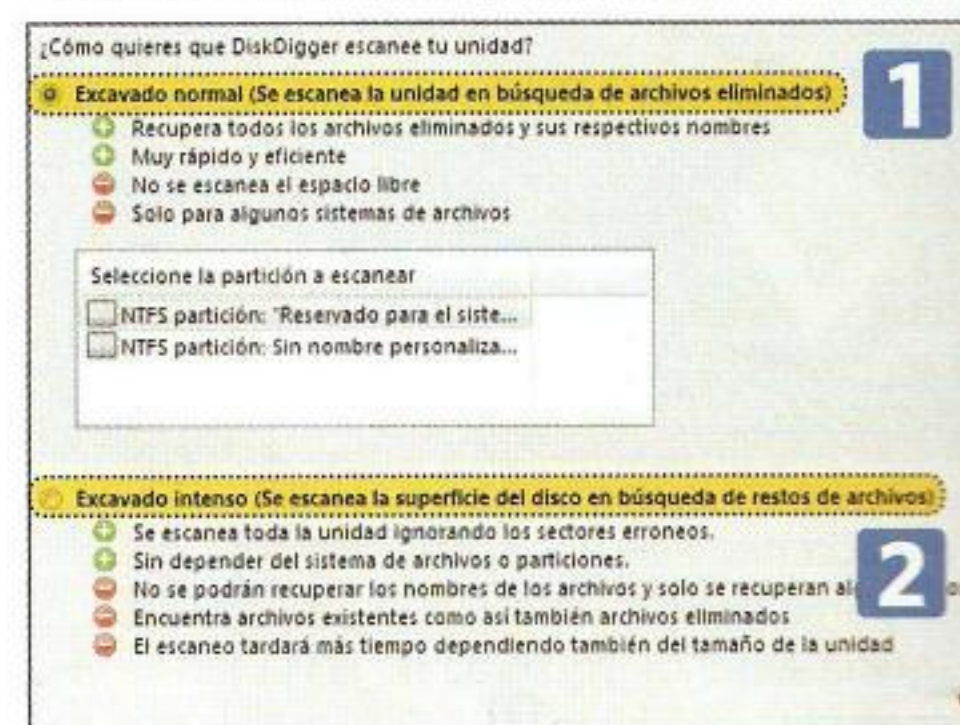 ¿Cómo quieres que DiskDigger escanee tu unidad?
Excavado normal (Se escanea la unidad en búsqueda de archivos eliminados)
1
Recupera todos los archivos eliminados y sus respectivos nombres
Muy rápido y eficiente
No se escanea el espacio libre
Solo para algunos sistemas de archivos
Seleccione la partición a escanear
NTFS partición: "Reservado para el siste...
NTFS partición: Sin nombre personaliza...
Excavado intenso (Se escanea la superficie del disco en búsqueda de restos de archivos)
Se escanea toda la unidad ignorando los sectores erroneos.
Sin depender del sistema de archivos o particiones.
2
No se podrán recuperar los nombres de los archivos y solo se recuperan
Encuentra archivos existentes como así también archivos eliminados
El escaneo tardará más tiempo dependiendo también del tamaño de la unidad